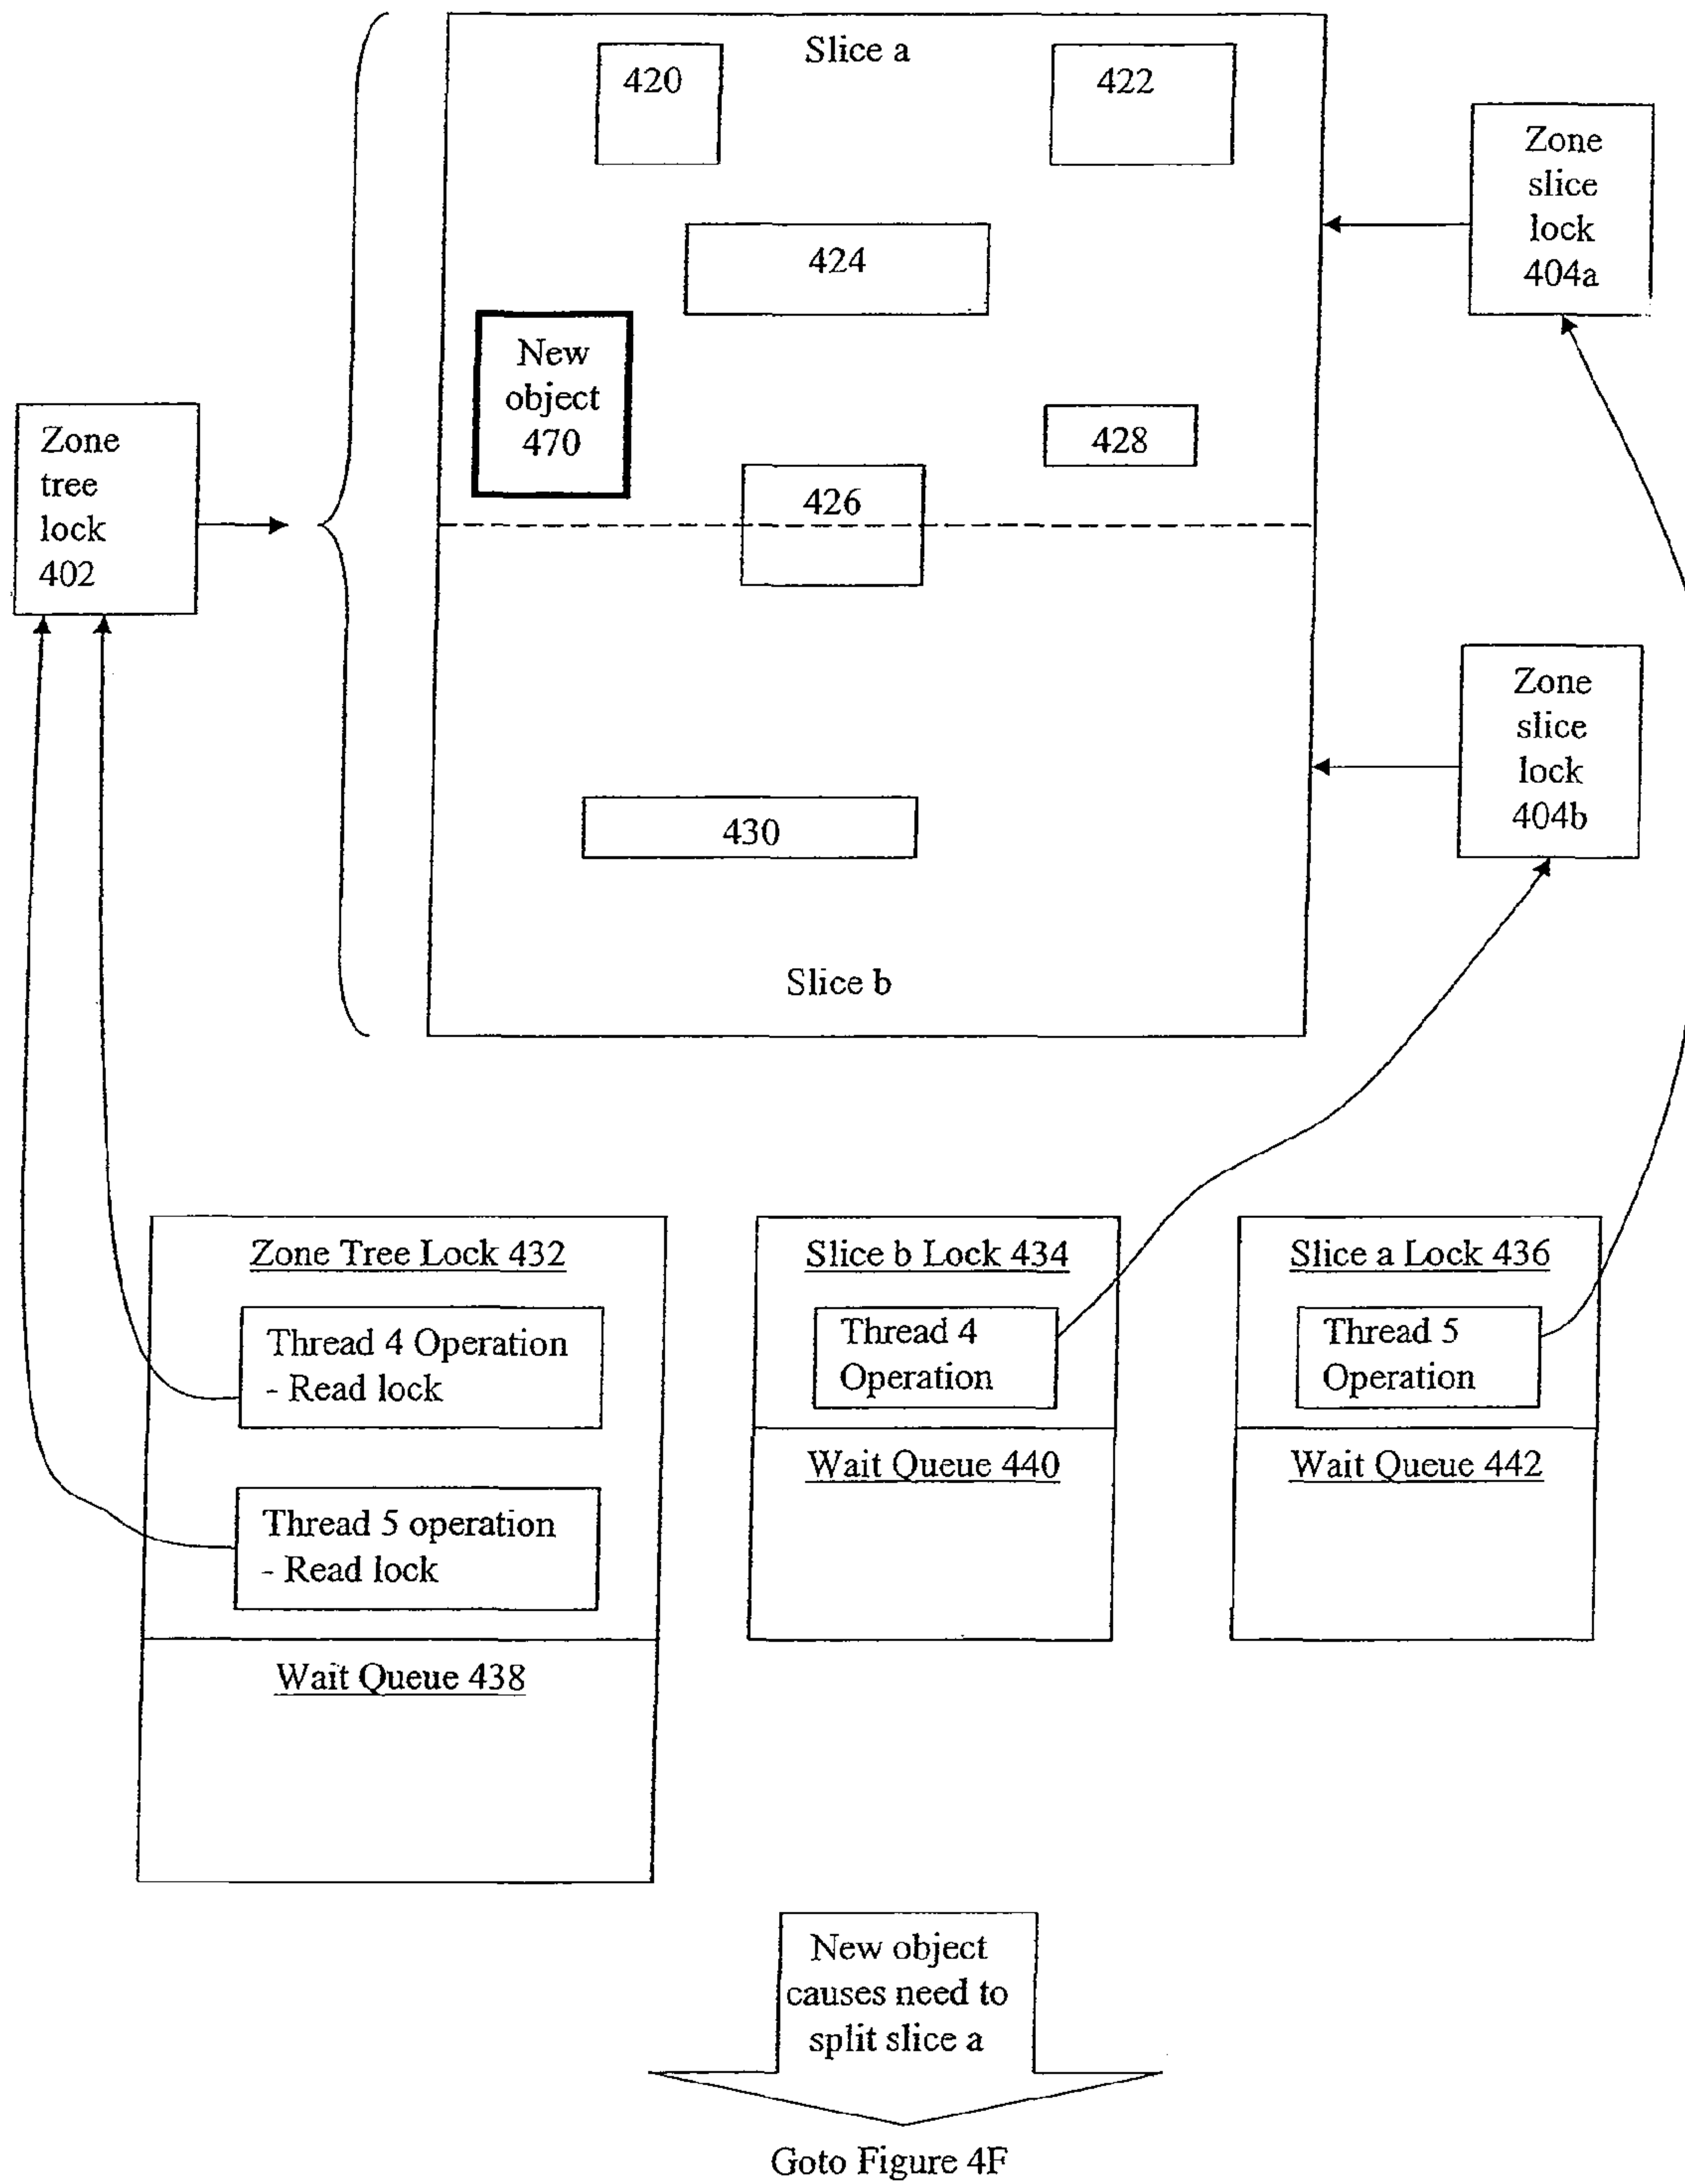 Slice a
420
422
Zone
slice
lock
404a
424
New
object
470
428
Zone
tree
lock
402
426
Zone
slice
lock
404b
430
Slice b
Zone Tree Lock 432
Thread 4 Operation
- Read lock
Thread 5 operation
- Read lock
Wait Queue 438
Slice b Lock 434
Thread 4
Operation
Wait Queue 440
Slice a Lock 436
Thread 5
Operation
Wait Queue 442
New object
causes need to
split slice a
Goto Figure 4F